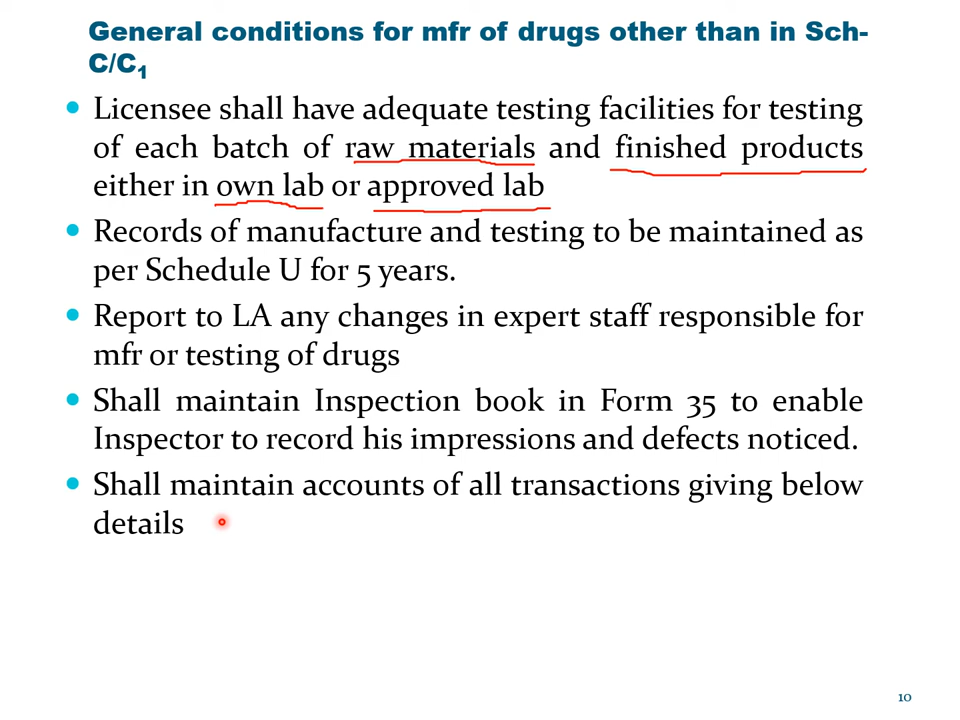 General conditions for mfr of drugs other than in Sch-
C/C1
• Licensee shall have adequate testing facilities for testing
of each batch of raw materials and finished products
either in own lab or approved lab
• Records of manufacture and testing to be maintained as
per Schedule U for 5 years.
• Report to LA any changes in expert staff responsible for
mfr or testing of drugs
• Shall maintain Inspection book in Form 35 to enable
Inspector to record his impressions and defects noticed.
• Shall maintain accounts of all transactions giving below
details
10